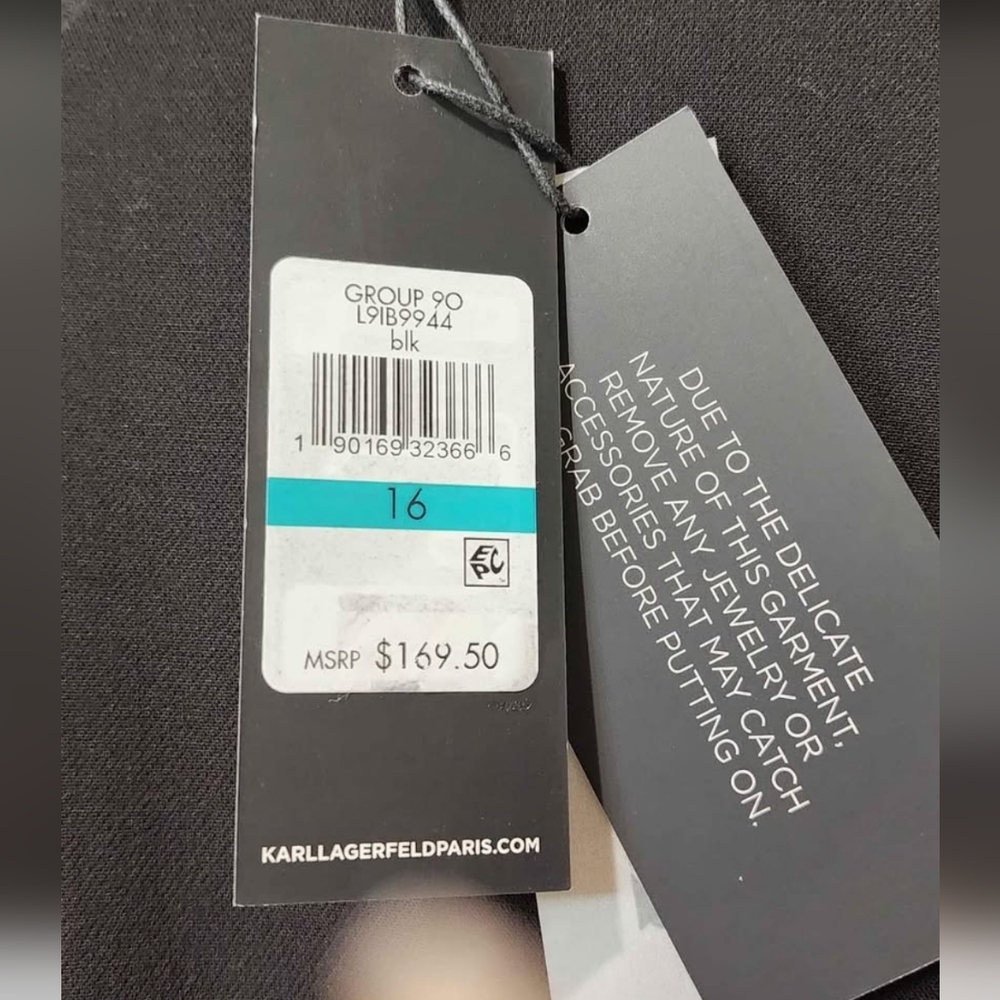 GROUP 90
L9IB9944
blk
1 90169 32366 6
16
EPC
MSRP $169.50
KARLLAGERFELDPARIS.COM
DUE TO THE DELICATE
NATURE OF THIS GARMENT,
REMOVE ANY JEWELRY OR
ACCESSORIES THAT MAY CATCH
GRAB BEFORE PUTTING ON.